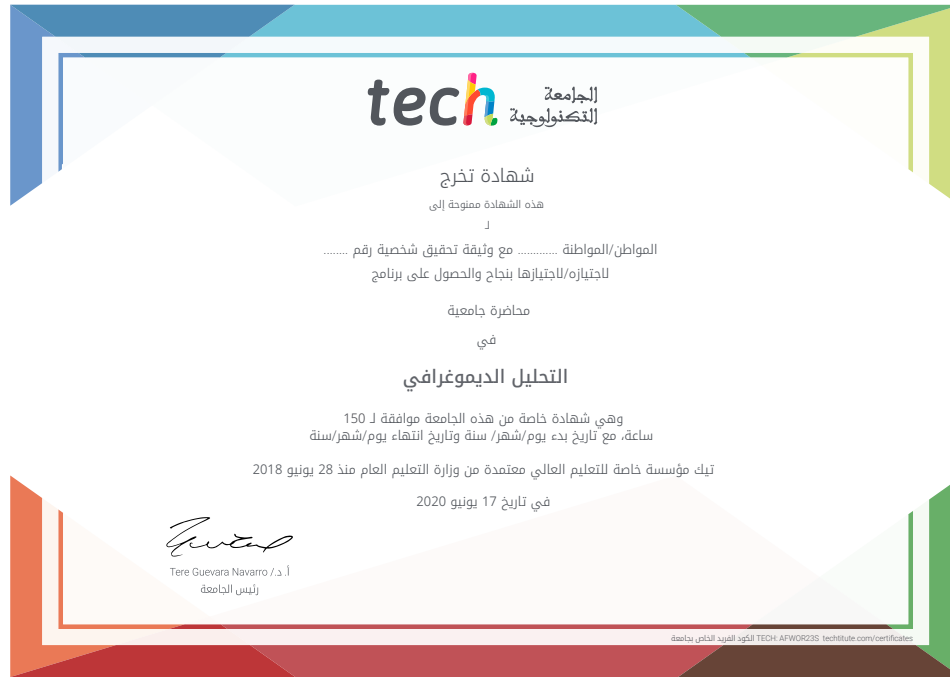 tech الجامعة
التكنولوجية
شهادة تخرج
هذه الشهادة ممنوحة إلى
لـ
المواطن/المواطنة ............ مع وثيقة تحقيق شخصية رقم ........
لاجتيازه/لاجتيازها بنجاح والحصول على برنامج
محاضرة جامعية
في
التحليل الديموغرافي
وهي شهادة خاصة من هذه الجامعة موافقة لـ 150
ساعة، مع تاريخ بدء يوم/شهر/ سنة وتاريخ انتهاء يوم/شهر/سنة
تيك مؤسسة خاصة للتعليم العالي معتمدة من وزارة التعليم العام منذ 28 يونيو 2018
في تاريخ 17 يونيو 2020
أ. د./ Tere Guevara Navarro
رئيس الجامعة
الكود الفريد الخاص بجامعة TECH: AFWOR23S techtitute.com/certificates